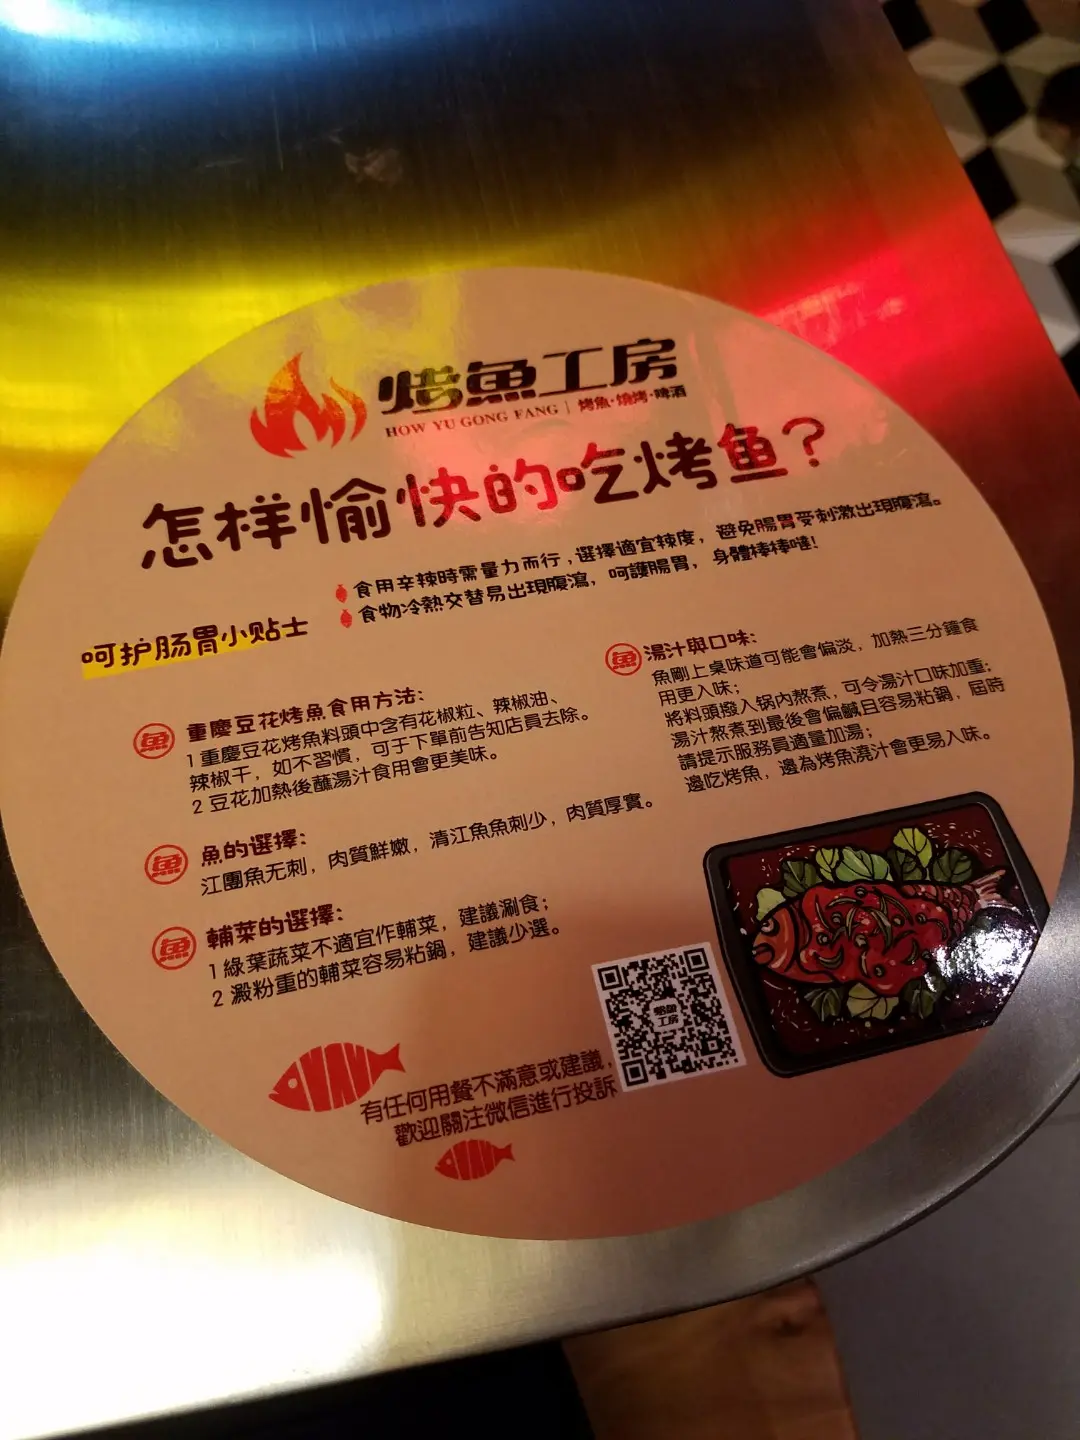 烤魚工房
HOW YU GONG FANG | 烤魚·燒烤·啤酒
怎样愉快的吃烤鱼？
呵护肠胃小贴士
食用辛辣時需量力而行，選擇適宜辣度，避免腸胃受刺激出現腹瀉。
食物冷熱交替易出現腹瀉，呵護腸胃，身體棒棒噠！
魚 重慶豆花烤魚食用方法：
1 重慶豆花烤魚料頭中含有花椒粒、辣椒油、
辣椒干，如不習慣，可于下單前告知店員去除。
2 豆花加熱後蘸湯汁食用會更美味。
魚 魚的選擇：
江團魚无刺，肉質鮮嫩，清江魚魚刺少，肉質厚實。
魚 輔菜的選擇：
1 綠葉蔬菜不適宜作輔菜，建議涮食；
2 澱粉重的輔菜容易粘鍋，建議少選。
魚 湯汁與口味：
魚剛上桌味道可能會偏淡，加熱三分鐘食
用更入味；
將料頭撥入锅内熬煮，可令湯汁口味加重；
湯汁熬煮到最後會偏鹹且容易粘鍋，屆時
請提示服務員適量加湯；
邊吃烤魚，邊為烤魚澆汁會更易入味。
烤魚
工房
有任何用餐不滿意或建議，
歡迎關注微信進行投訴